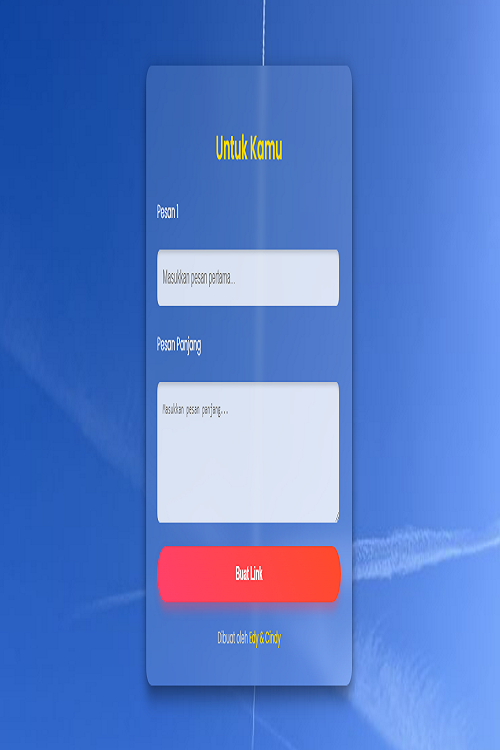 Untuk Kamu
Pesan 1
Masukkan pesan pertama...
Pesan Panjang
Masukkan pesan panjang...
Buat Link
Dibuat oleh Edy & Cindy